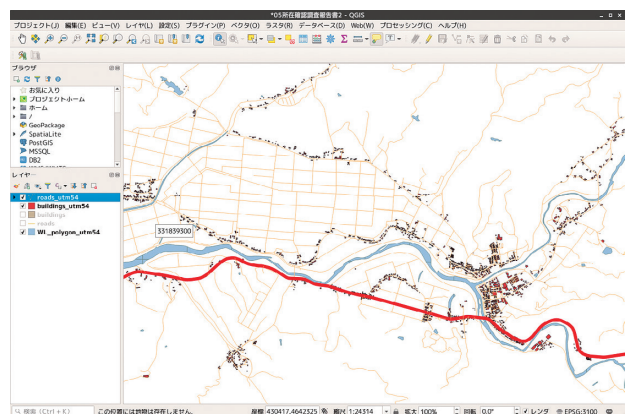 *05所在確認調査報告書2 - QGIS
プロジェクト(J) 編集(E) ビュー(V) レイヤ(L) 設定(S) プラグイン(P) ベクタ(O) ラスタ(R) データベース(D) Web(W) プロセッシング(C) ヘルプ(H)
ブラウザ
お気に入り
プロジェクトホーム
ホーム
/
GeoPackage
SpatiaLite
PostGIS
MSSQL
DB2
レイヤー
roads_utm54
buildings_utm54
buildings
roads
WL_polygon_utm54
331839300
検索 (Ctrl + K) この位置には地物は存在しません。 座標 430417,4642325 縮尺 1:24314 拡大 100% 回転 0.0° レンダ EPSG:3100